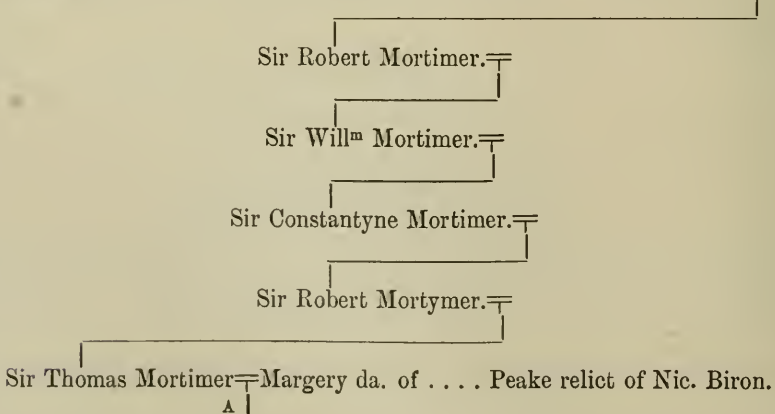 Sir Robert Mortimer.
Sir Willᵐ Mortimer.
Sir Constantyne Mortimer.
Sir Robert Mortymer.
Sir Thomas Mortimer Margery da. of . . . . Peake relict of Nic. Biron.
A